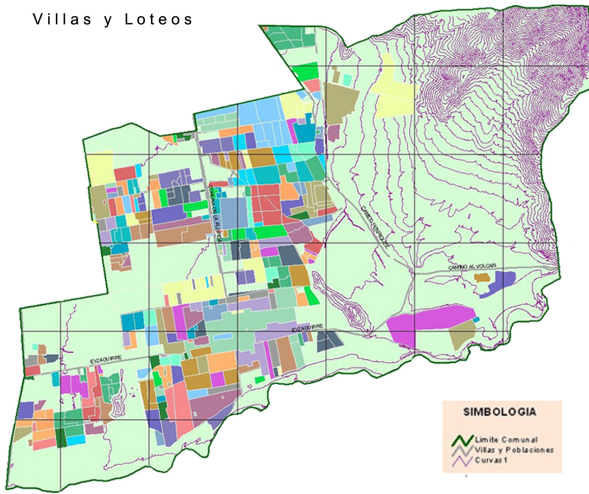 Villas y Loteos
CAMINO AL VOLCAN
EYZAGUIRRE
EYZAGUIRRE
SIMBOLOGIA
Limite Comunal
Villas y Poblaciones
Curvas1